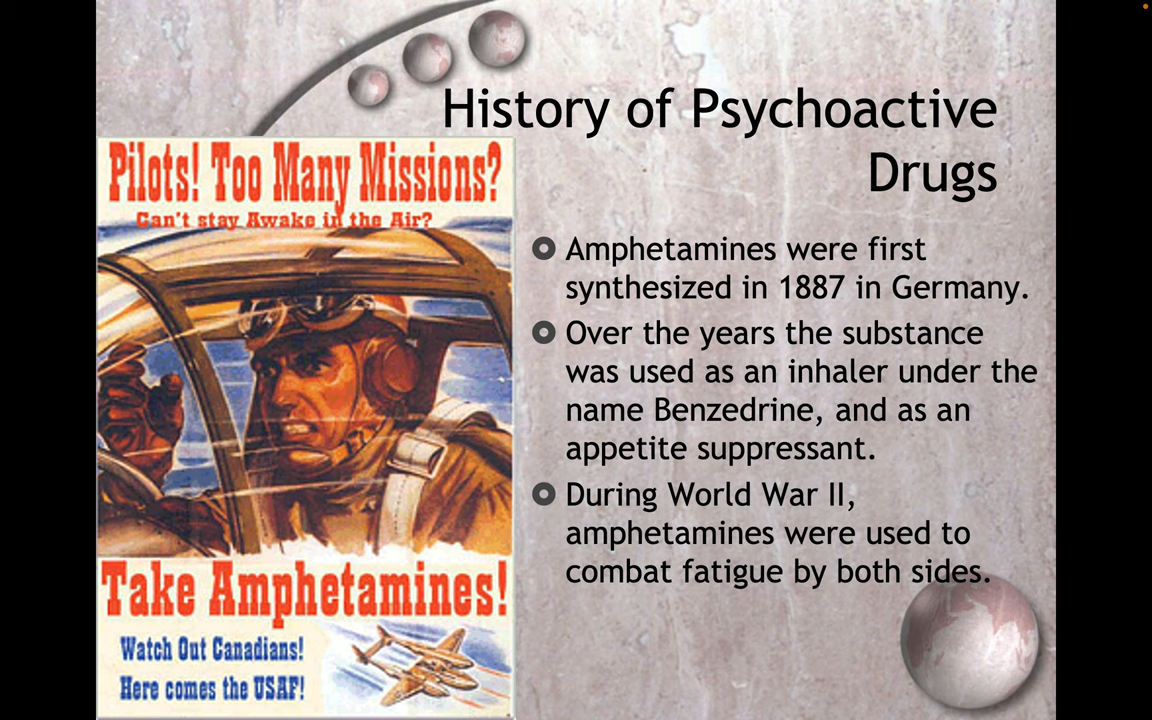 History of Psychoactive
Drugs
Pilots! Too Many Missions?
Can't stay Awake in the Air?
Take Amphetamines!
Watch Out Canadians!
Here comes the USAF!
Amphetamines were first
synthesized in 1887 in Germany.
Over the years the substance
was used as an inhaler under the
name Benzedrine, and as an
appetite suppressant.
During World War II,
amphetamines were used to
combat fatigue by both sides.